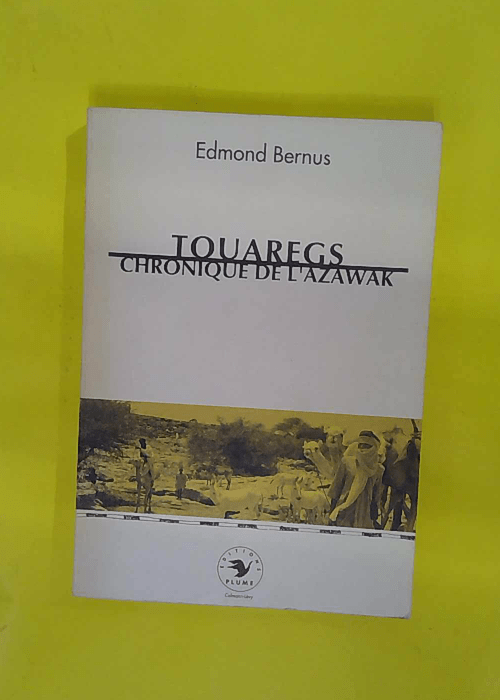 Edmond Bernus
TOUAREGS
CHRONIQUE DE L'AZAWAK
EDITIONS
PLUME